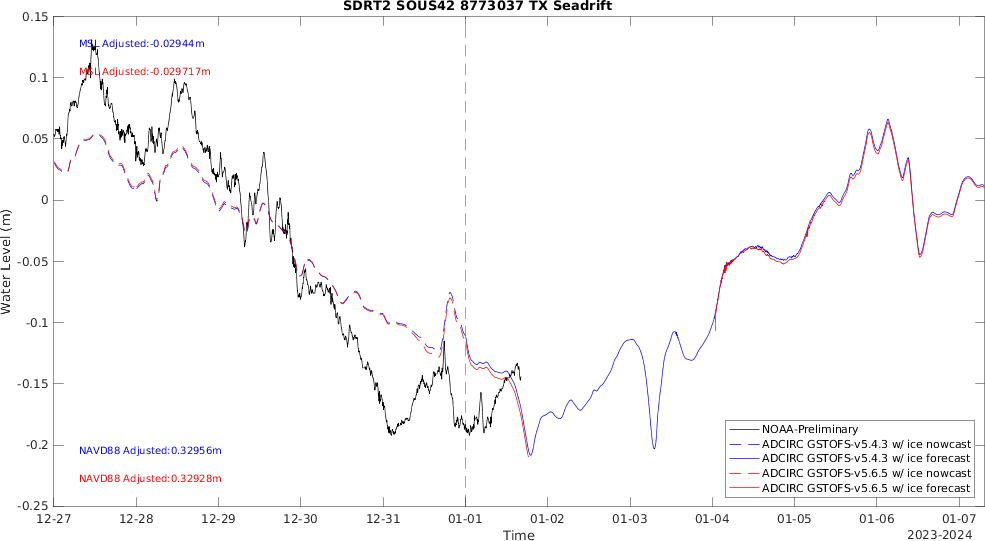 SDRT2 SOUS42 8773037 TX Seadrift
0.15
MSL Adjusted:-0.02944m
MSL Adjusted:-0.029717m
0.1
0.05
0
-0.05
-0.1
-0.15
-0.2
-0.25
Water Level (m)
NAVD88 Adjusted:0.32956m
NAVD88 Adjusted:0.32928m
NOAA-Preliminary
ADCIRC GSTOFS-v5.4.3 w/ ice nowcast
ADCIRC GSTOFS-v5.4.3 w/ ice forecast
ADCIRC GSTOFS-v5.6.5 w/ ice nowcast
ADCIRC GSTOFS-v5.6.5 w/ ice forecast
12-27 12-28 12-29 12-30 12-31 01-01 01-02 01-03 01-04 01-05 01-06 01-07
Time
2023-2024